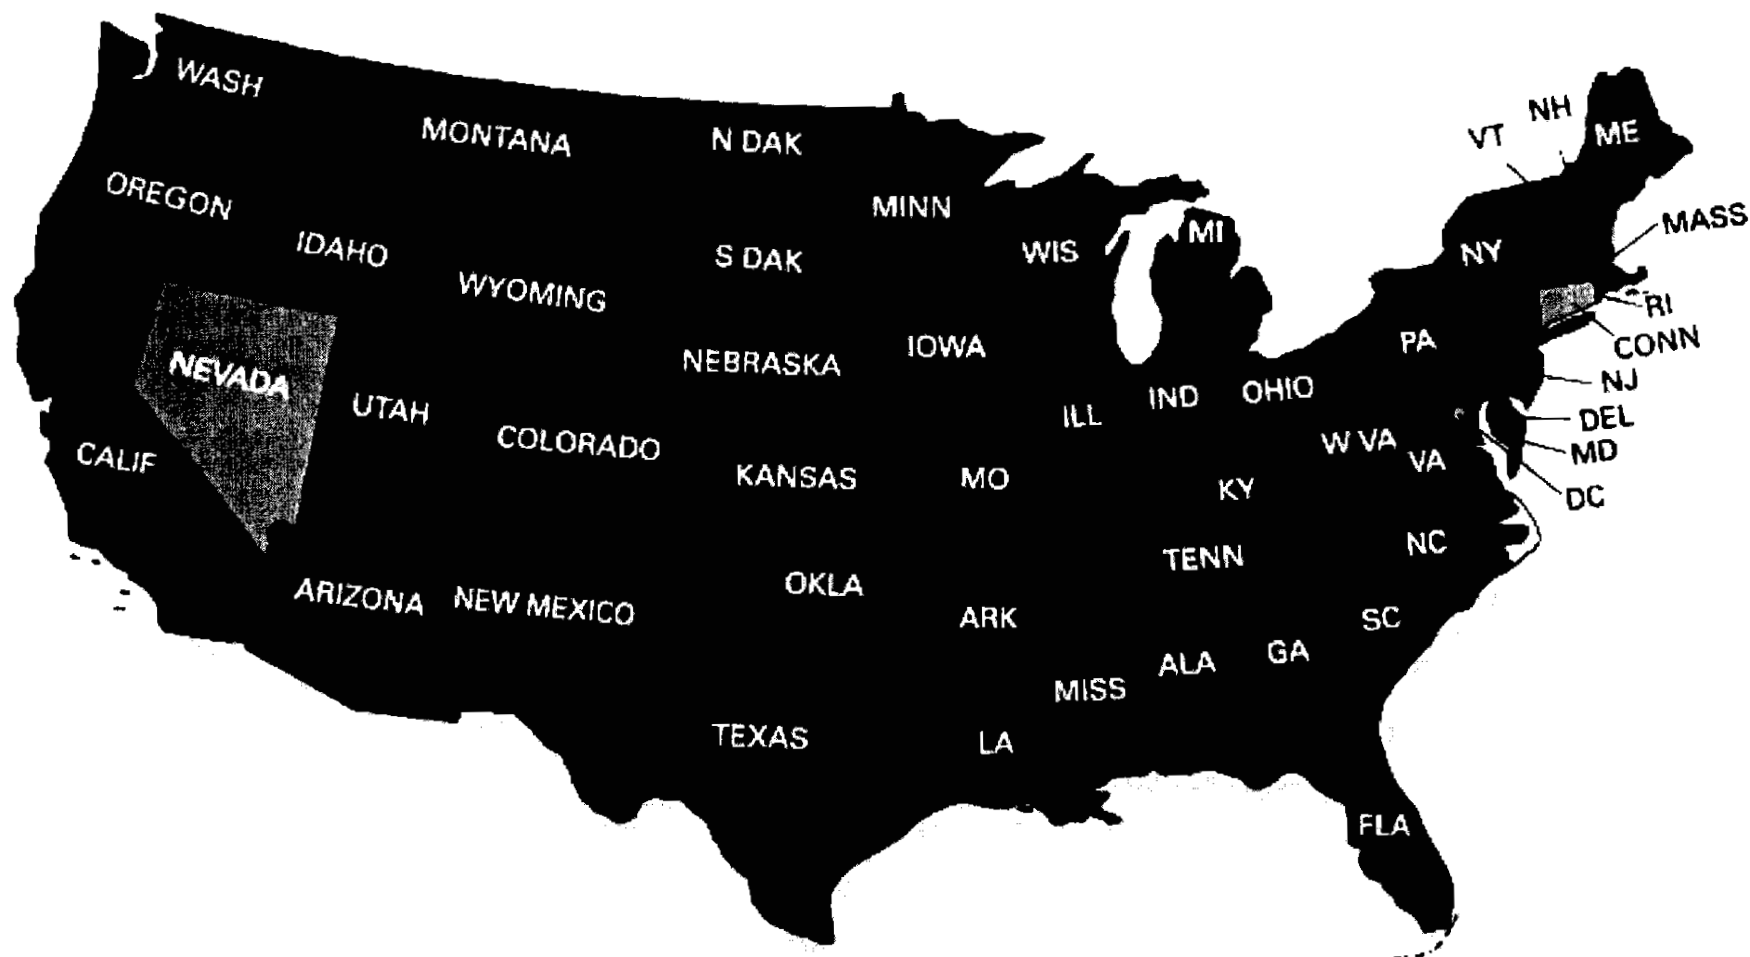 WASH
MONTANA
N DAK
MINN
VT
NH
ME
OREGON
IDAHO
WYOMING
S DAK
WIS
MI
NY
MASS
NEVADA
UTAH
NEBRASKA
IOWA
PA
RI
CONN
NJ
CALIF
COLORADO
KANSAS
MO
ILL
IND
OHIO
W VA
VA
DEL
MD
DC
KY
ARIZONA
NEW MEXICO
OKLA
ARK
TENN
NC
SC
TEXAS
LA
MISS
ALA
GA
FLA